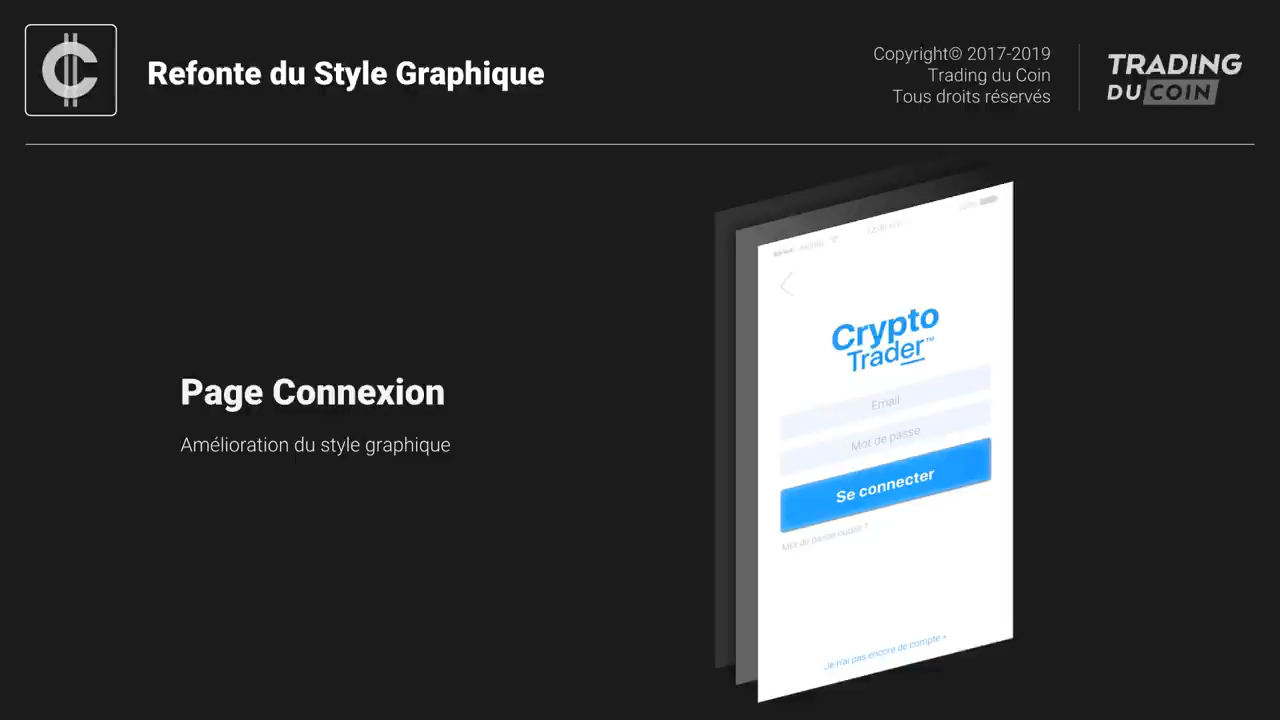 Refonte du Style Graphique
Copyright© 2017-2019
Trading du Coin
Tous droits réservés
TRADING
DU COIN
Page Connexion
Amélioration du style graphique
Crypto
Trader™
Email
Mot de passe
Se connecter
Mot de passe oublié ?
Je n'ai pas encore de compte »